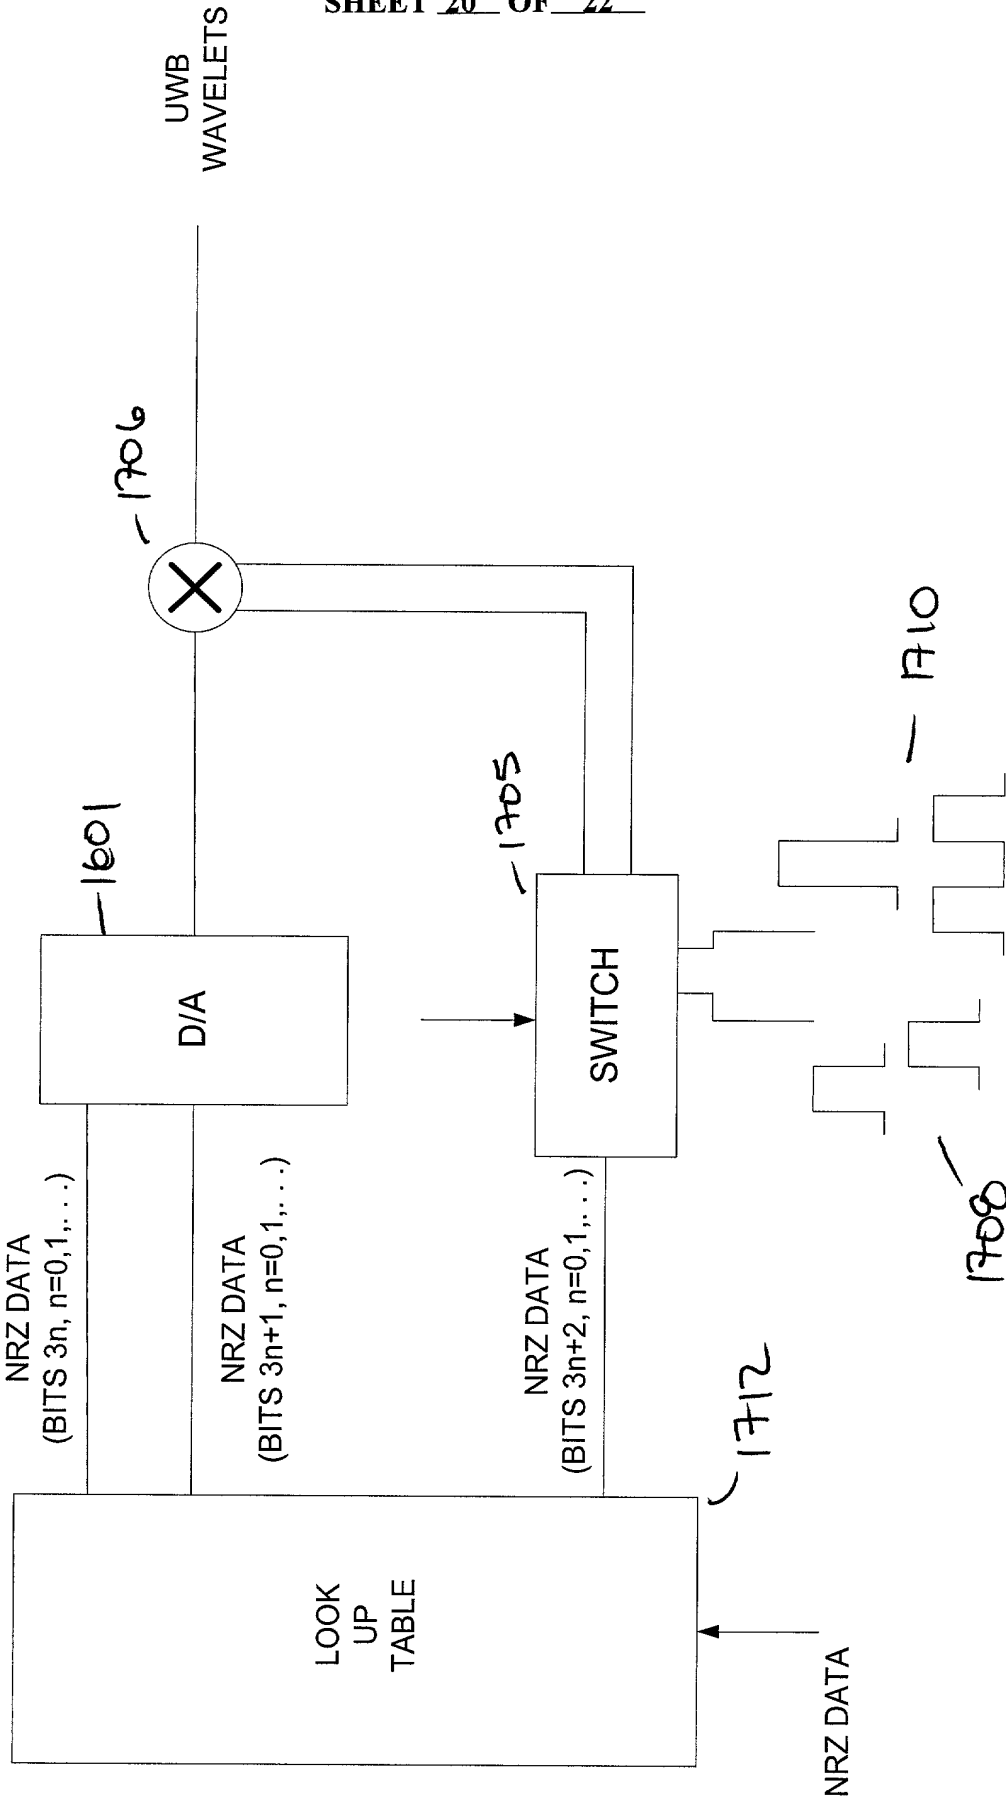 SHEET 20 OF 22
UWB
WAVELETS
1706
1601
D/A
1705
SWITCH
1710
1708
NRZ DATA
(BITS 3n, n=0,1,. . .)
NRZ DATA
(BITS 3n+1, n=0,1,. . .)
NRZ DATA
(BITS 3n+2, n=0,1,. . .)
1712
LOOK
UP
TABLE
NRZ DATA